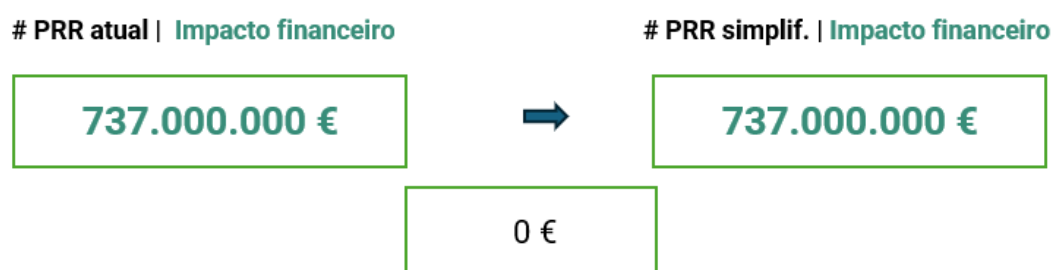 # PRR atual | Impacto financeiro
# PRR simplif. | Impacto financeiro
737.000.000 €
737.000.000 €
0 €